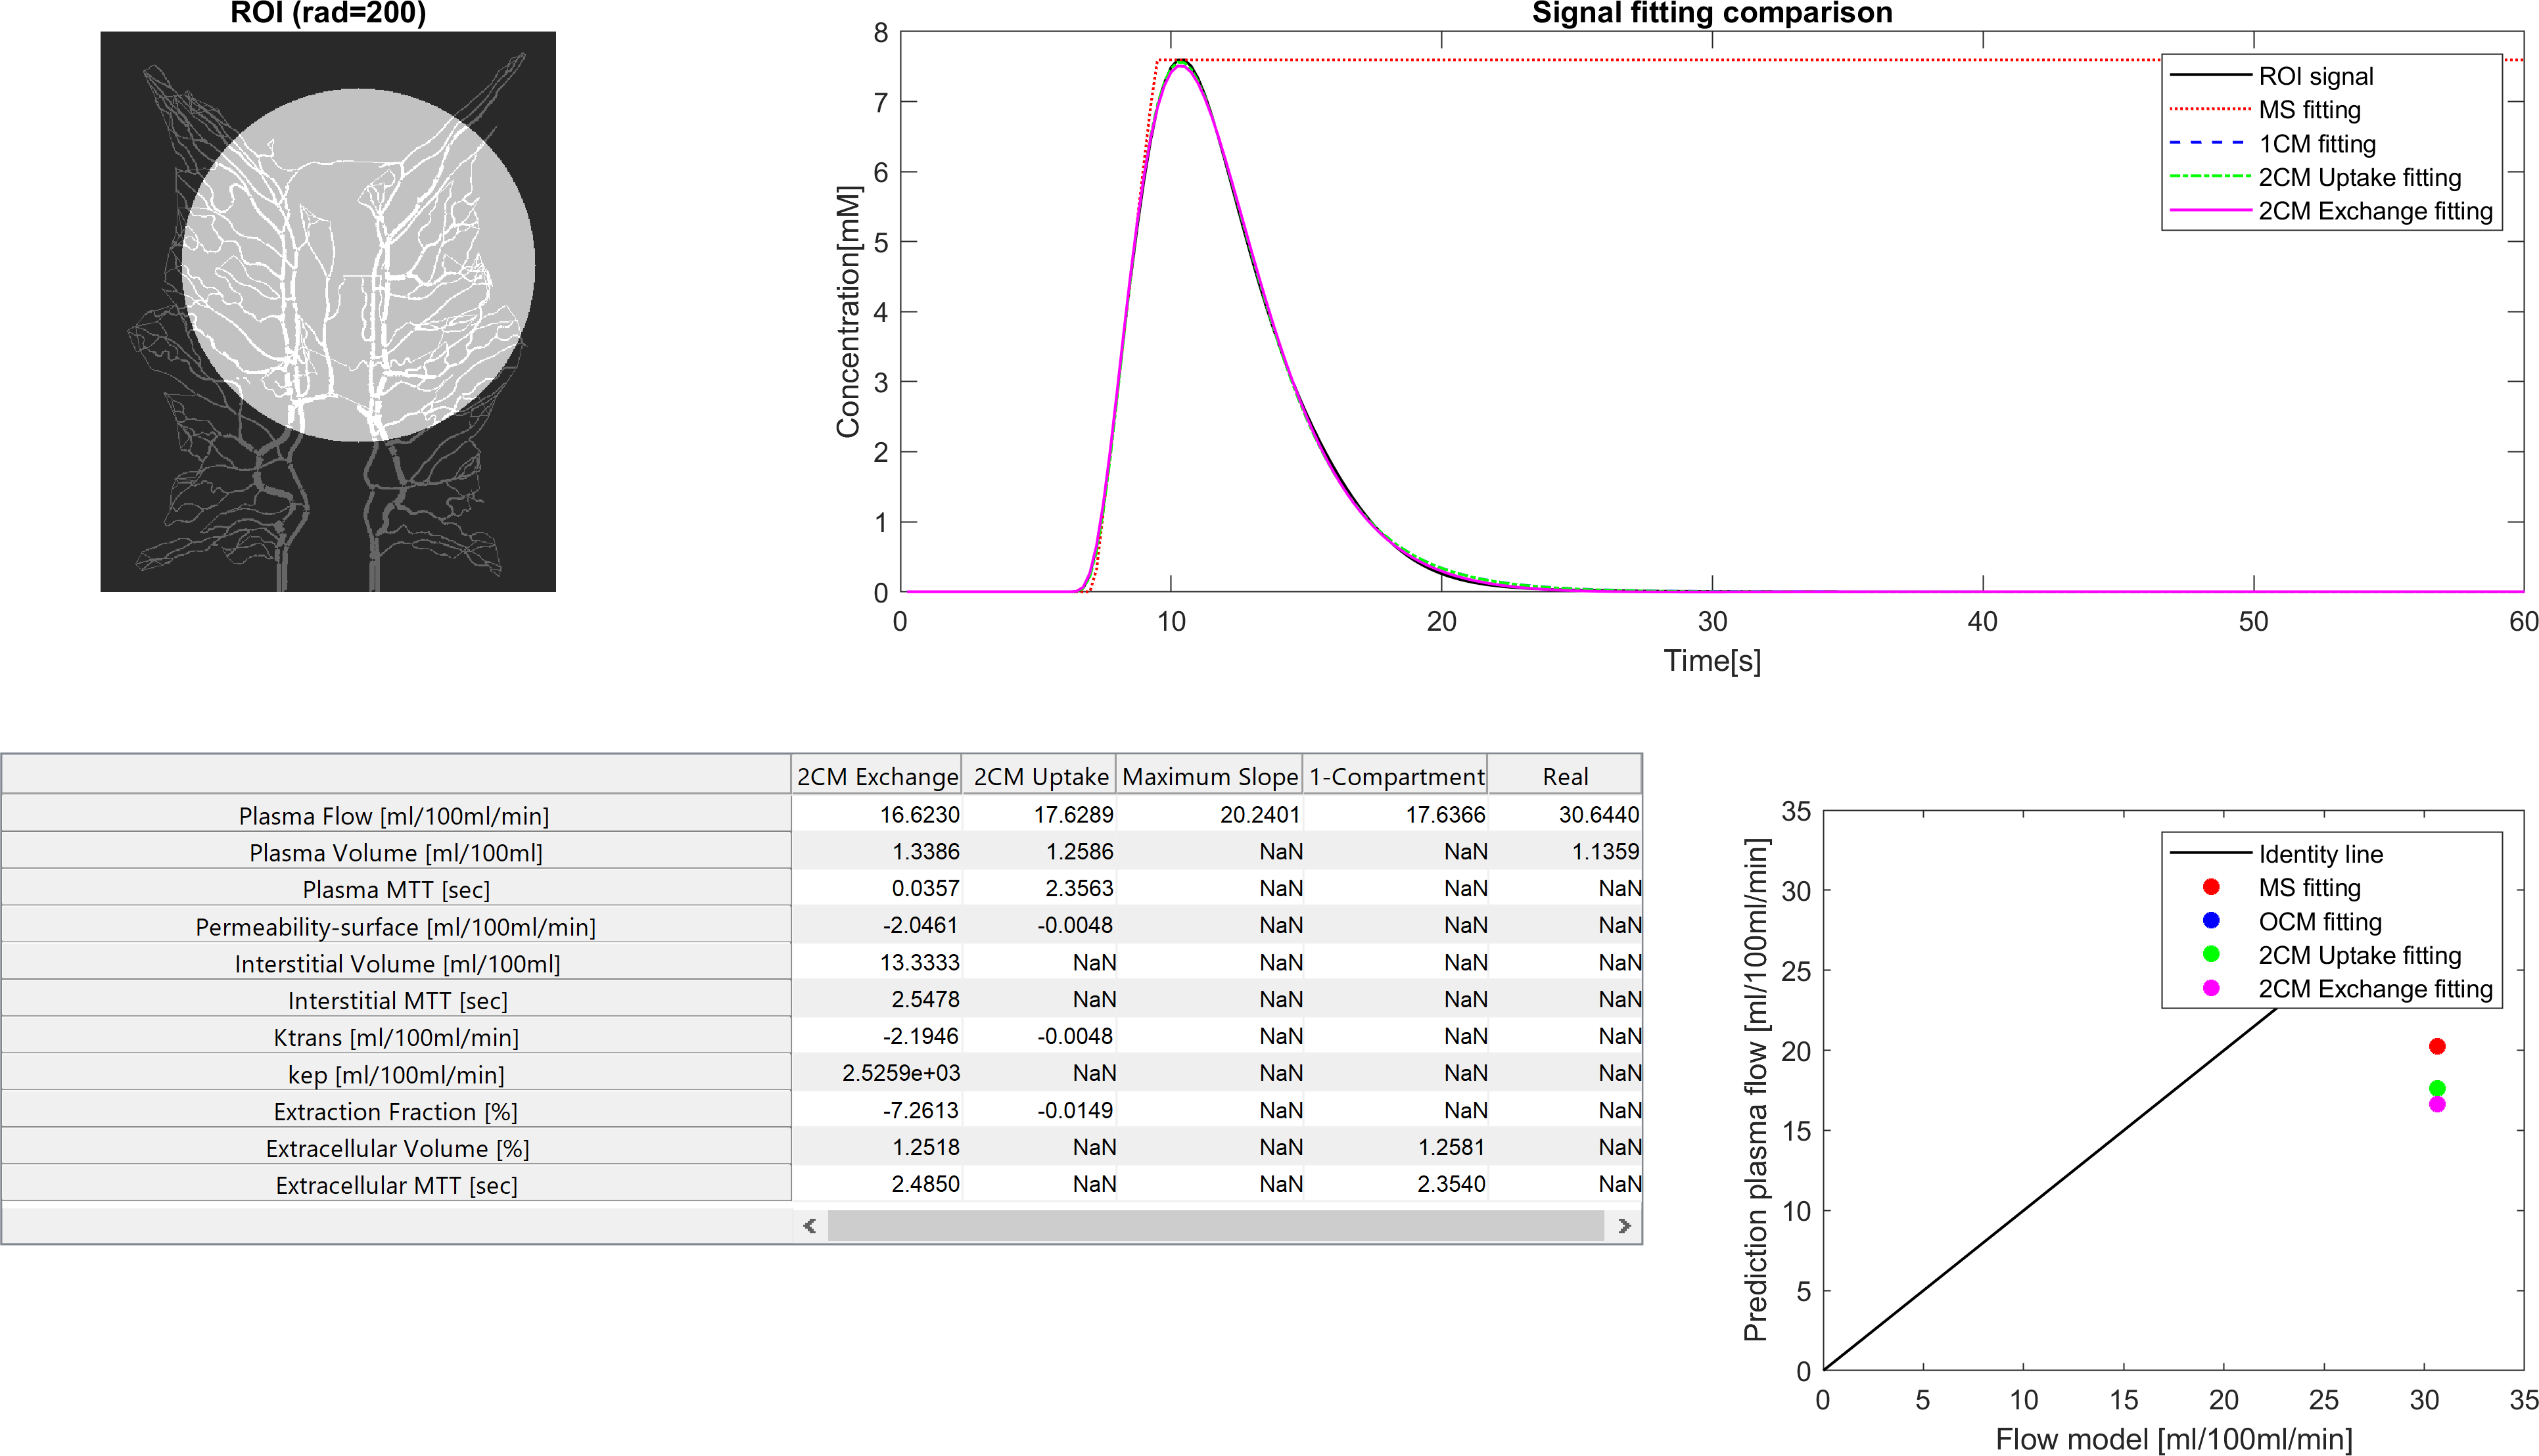 ROI (rad=200)
Signal fitting comparison
8
7
6
5
4
3
2
1
0
Concentration[mM]
0 10 20 30 40 50 60
Time[s]
ROI signal
MS fitting
1CM fitting
2CM Uptake fitting
2CM Exchange fitting
2CM Exchange 2CM Uptake Maximum Slope 1-Compartment Real
Plasma Flow [ml/100ml/min] 16.6230 17.6289 20.2401 17.6366 30.6440
Plasma Volume [ml/100ml] 1.3386 1.2586 NaN NaN 1.1359
Plasma MTT [sec] 0.0357 2.3563 NaN NaN NaN
Permeability-surface [ml/100ml/min] -2.0461 -0.0048 NaN NaN NaN
Interstitial Volume [ml/100ml] 13.3333 NaN NaN NaN NaN
Interstitial MTT [sec] 2.5478 NaN NaN NaN NaN
Ktrans [ml/100ml/min] -2.1946 -0.0048 NaN NaN NaN
kep [ml/100ml/min] 2.5259e+03 NaN NaN NaN NaN
Extraction Fraction [%] -7.2613 -0.0149 NaN NaN NaN
Extracellular Volume [%] 1.2518 NaN NaN 1.2581 NaN
Extracellular MTT [sec] 2.4850 NaN NaN 2.3540 NaN
35
30
25
20
15
10
5
0
Prediction plasma flow [ml/100ml/min]
Identity line
MS fitting
OCM fitting
2CM Uptake fitting
2CM Exchange fitting
0 5 10 15 20 25 30 35
Flow model [ml/100ml/min]